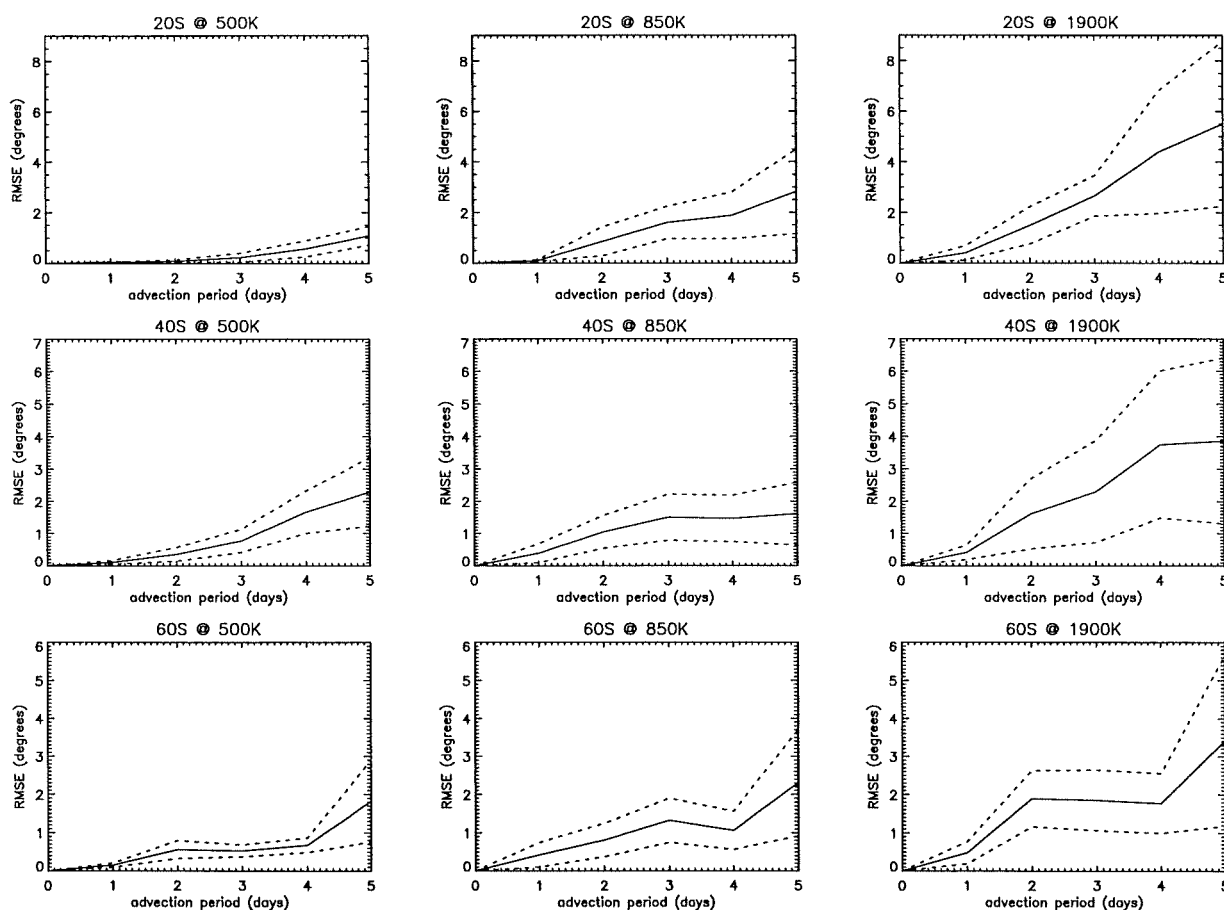 20S @ 500K
20S @ 850K
20S @ 1900K
RMSE (degrees)
8
6
4
2
0
0 1 2 3 4 5
advection period (days)
RMSE (degrees)
8
6
4
2
0
0 1 2 3 4 5
advection period (days)
RMSE (degrees)
8
6
4
2
0
0 1 2 3 4 5
advection period (days)
40S @ 500K
40S @ 850K
40S @ 1900K
RMSE (degrees)
7
6
5
4
3
2
1
0
0 1 2 3 4 5
advection period (days)
RMSE (degrees)
7
6
5
4
3
2
1
0
0 1 2 3 4 5
advection period (days)
RMSE (degrees)
7
6
5
4
3
2
1
0
0 1 2 3 4 5
advection period (days)
60S @ 500K
60S @ 850K
60S @ 1900K
RMSE (degrees)
6
5
4
3
2
1
0
0 1 2 3 4 5
advection period (days)
RMSE (degrees)
6
5
4
3
2
1
0
0 1 2 3 4 5
advection period (days)
RMSE (degrees)
6
5
4
3
2
1
0
0 1 2 3 4 5
advection period (days)